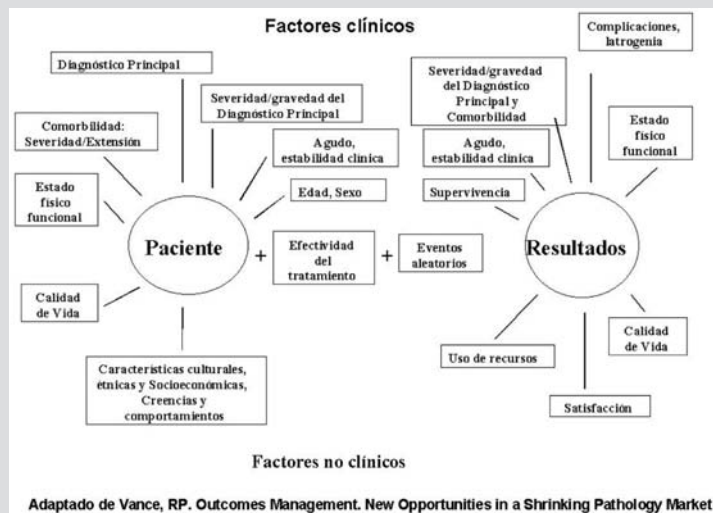 Factores clínicos
Complicaciones,
Iatrogenia
Diagnóstico Principal
Severidad/gravedad del
Diagnóstico Principal
Severidad/gravedad
del Diagnóstico
Principal y
Comorbilidad
Comorbilidad:
Severidad/Extensión
Agudo,
estabilidad clínica
Agudo,
estabilidad clínica
Estado
físico
funcional
Estado
físico
funcional
Edad, Sexo
Supervivencia
Paciente
+
Efectividad
del
tratamiento
+
Eventos
aleatorios
Resultados
Calidad
de Vida
Uso de recursos
Calidad
de Vida
Características culturales,
étnicas y Socioeconómicas,
Creencias y
comportamientos
Satisfacción
Factores no clínicos
Adaptado de Vance, RP. Outcomes Management. New Opportunities in a Shrinking Pathology Market